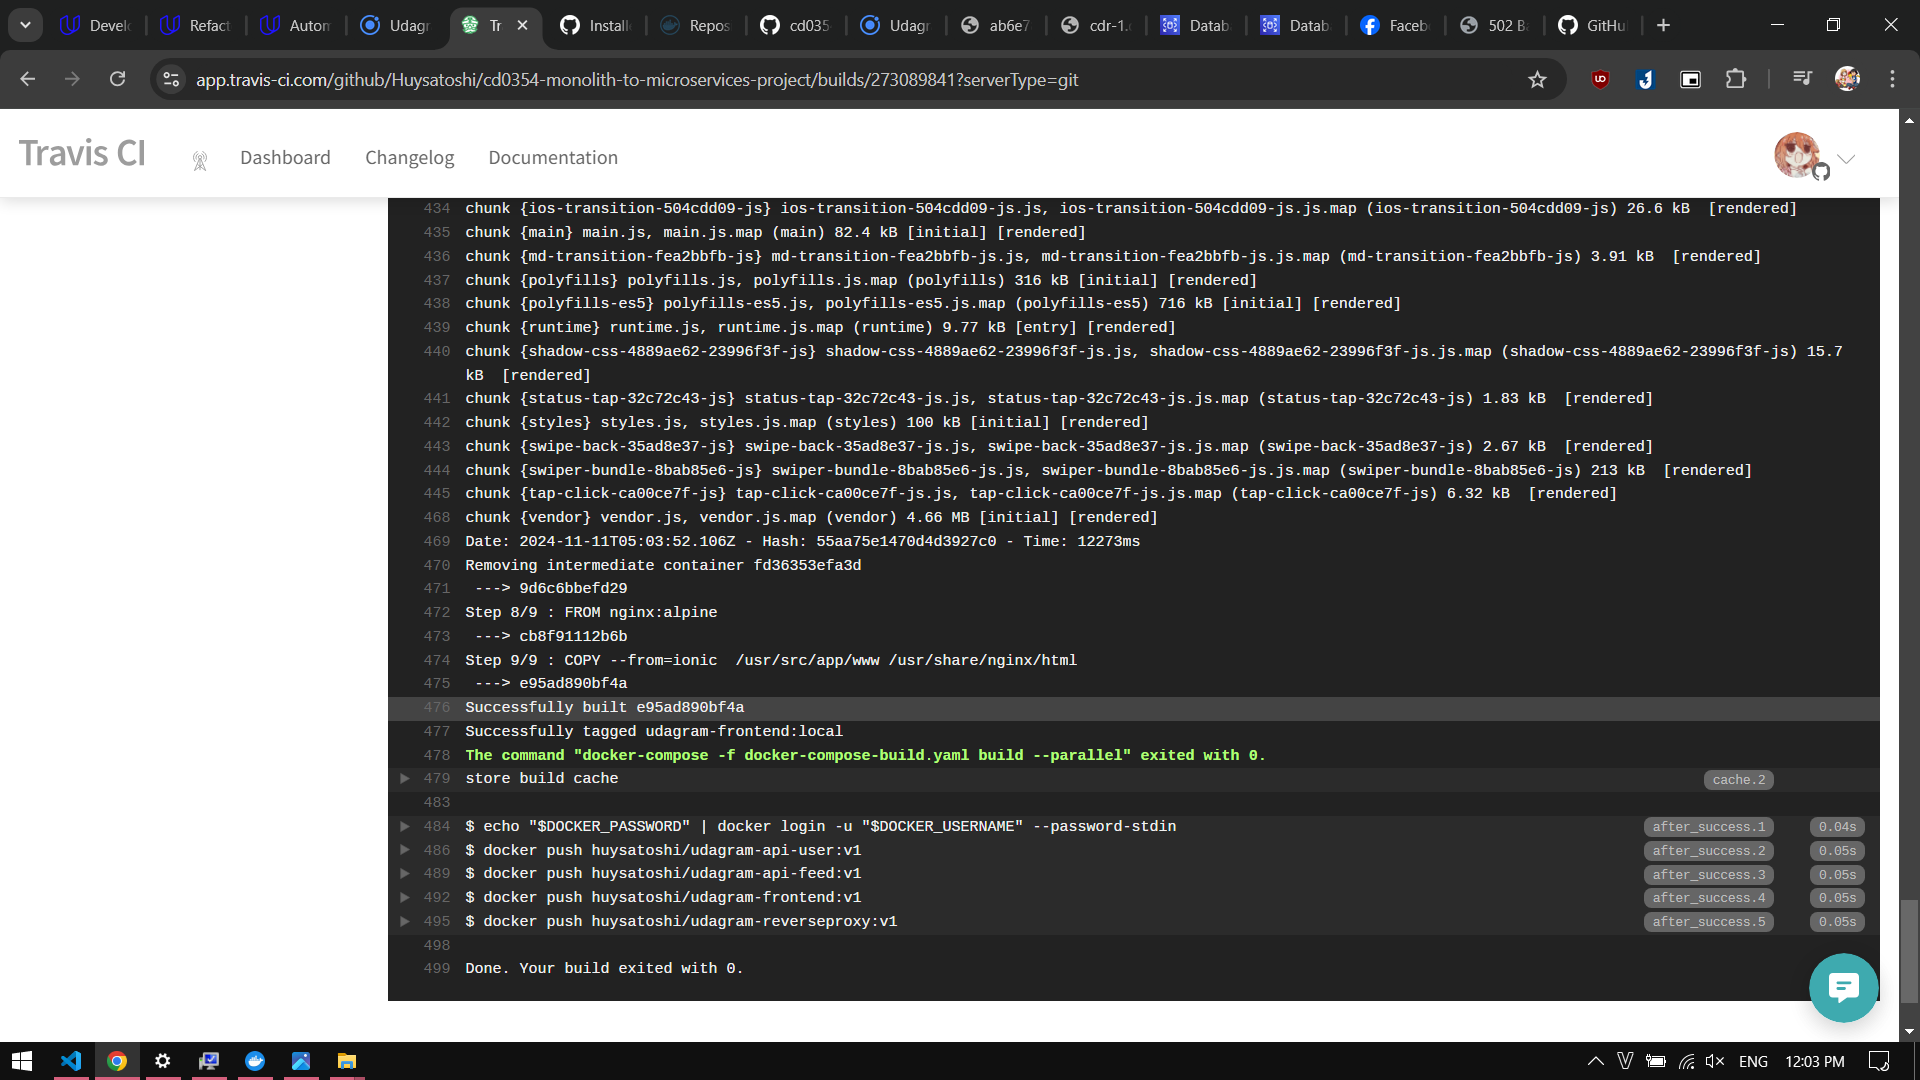 Develo
Refact
Autom
Udagr
Tr
Installe
Repos
cd035
Udagr
ab6e7
cdr-1.
Datab
Datab
Facebo
502 Ba
GitHu
app.travis-ci.com/github/Huysatoshi/cd0354-monolith-to-microservices-project/builds/273089841?serverType=git
Travis CI
Dashboard
Changelog
Documentation
434 chunk {ios-transition-504cdd09-js} ios-transition-504cdd09-js.js, ios-transition-504cdd09-js.js.map (ios-transition-504cdd09-js) 26.6 kB  [rendered]
435 chunk {main} main.js, main.js.map (main) 82.4 kB [initial] [rendered]
436 chunk {md-transition-fea2bbfb-js} md-transition-fea2bbfb-js.js, md-transition-fea2bbfb-js.js.map (md-transition-fea2bbfb-js) 3.91 kB  [rendered]
437 chunk {polyfills} polyfills.js, polyfills.js.map (polyfills) 316 kB [initial] [rendered]
438 chunk {polyfills-es5} polyfills-es5.js, polyfills-es5.js.map (polyfills-es5) 716 kB [initial] [rendered]
439 chunk {runtime} runtime.js, runtime.js.map (runtime) 9.77 kB [entry] [rendered]
440 chunk {shadow-css-4889ae62-23996f3f-js} shadow-css-4889ae62-23996f3f-js.js, shadow-css-4889ae62-23996f3f-js.js.map (shadow-css-4889ae62-23996f3f-js) 15.7
kB  [rendered]
441 chunk {status-tap-32c72c43-js} status-tap-32c72c43-js.js, status-tap-32c72c43-js.js.map (status-tap-32c72c43-js) 1.83 kB  [rendered]
442 chunk {styles} styles.js, styles.js.map (styles) 100 kB [initial] [rendered]
443 chunk {swipe-back-35ad8e37-js} swipe-back-35ad8e37-js.js, swipe-back-35ad8e37-js.js.map (swipe-back-35ad8e37-js) 2.67 kB  [rendered]
444 chunk {swiper-bundle-8bab85e6-js} swiper-bundle-8bab85e6-js.js, swiper-bundle-8bab85e6-js.js.map (swiper-bundle-8bab85e6-js) 213 kB  [rendered]
445 chunk {tap-click-ca00ce7f-js} tap-click-ca00ce7f-js.js, tap-click-ca00ce7f-js.js.map (tap-click-ca00ce7f-js) 6.32 kB  [rendered]
468 chunk {vendor} vendor.js, vendor.js.map (vendor) 4.66 MB [initial] [rendered]
469 Date: 2024-11-11T05:03:52.106Z - Hash: 55aa75e1470d4d3927c0 - Time: 12273ms
470 Removing intermediate container fd36353efa3d
471 ---> 9d6c6bbefd29
472 Step 8/9 : FROM nginx:alpine
473 ---> cb8f91112b6b
474 Step 9/9 : COPY --from=ionic  /usr/src/app/www /usr/share/nginx/html
475 ---> e95ad890bf4a
476 Successfully built e95ad890bf4a
477 Successfully tagged udagram-frontend:local
478 The command "docker-compose -f docker-compose-build.yaml build --parallel" exited with 0.
479 store build cache cache.2
483
484 $ echo "$DOCKER_PASSWORD" | docker login -u "$DOCKER_USERNAME" --password-stdin after_success.1 0.04s
486 $ docker push huysatoshi/udagram-api-user:v1 after_success.2 0.05s
489 $ docker push huysatoshi/udagram-api-feed:v1 after_success.3 0.05s
492 $ docker push huysatoshi/udagram-frontend:v1 after_success.4 0.05s
495 $ docker push huysatoshi/udagram-reverseproxy:v1 after_success.5 0.05s
498
499 Done. Your build exited with 0.
ENG
12:03 PM